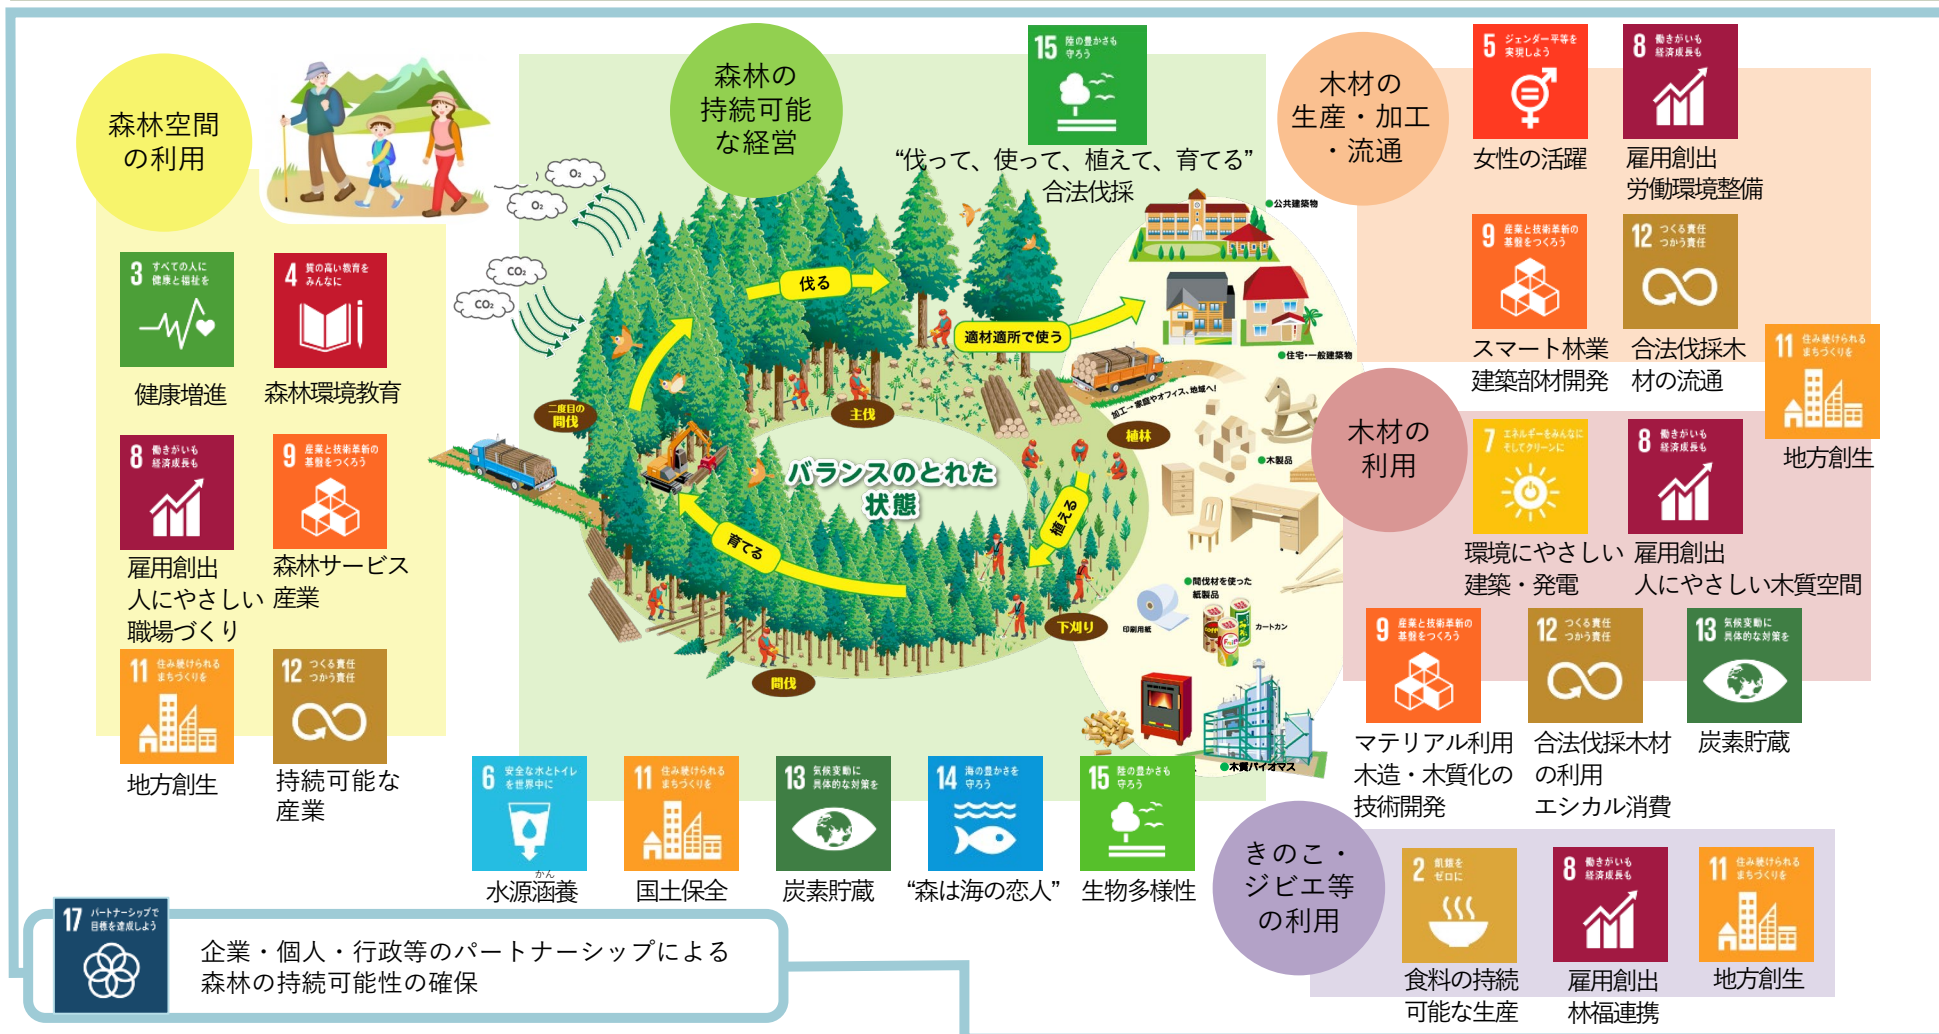 森林空間
の利用
3 すべての人に
健康と福祉を
健康増進
4 質の高い教育を
みんなに
森林環境教育
8 働きがいも
経済成長も
雇用創出
人にやさしい
職場づくり
9 産業と技術革新の
基盤をつくろう
森林サービス
産業
11 住み続けられる
まちづくりを
地方創生
12 つくる責任
つかう責任
持続可能な
産業
森林の
持続可能
な経営
15 陸の豊かさも
守ろう
“伐って、使って、植えて、育てる”
合法伐採
O₂
O₂
CO₂
CO₂
伐る
適材適所で使う
二度目の
間伐
主伐
植林
バランスのとれた
状態
植える
育てる
下刈り
間伐
●公共建築物
●住宅・一般建築物
加工→家庭やオフィス、地域へ!
●木製品
●間伐材を使った
紙製品
印刷用紙
カートカン
●木質バイオマス
6 安全な水とトイレ
を世界中に
かん
水源涵養
11 住み続けられる
まちづくりを
国土保全
13 気候変動に
具体的な対策を
炭素貯蔵
14 海の豊かさを
守ろう
“森は海の恋人”
15 陸の豊かさも
守ろう
生物多様性
木材の
生産・加工
・流通
5 ジェンダー平等を
実現しよう
女性の活躍
8 働きがいも
経済成長も
雇用創出
労働環境整備
9 産業と技術革新の
基盤をつくろう
スマート林業
建築部材開発
12 つくる責任
つかう責任
合法伐採木
材の流通
11 住み続けられる
まちづくりを
地方創生
木材の
利用
7 エネルギーをみんなに
そしてクリーンに
環境にやさしい
建築・発電
8 働きがいも
経済成長も
雇用創出
人にやさしい木質空間
9 産業と技術革新の
基盤をつくろう
マテリアル利用
木造・木質化の
技術開発
12 つくる責任
つかう責任
合法伐採木材
の利用
エシカル消費
13 気候変動に
具体的な対策を
炭素貯蔵
きのこ・
ジビエ等
の利用
2 飢餓を
ゼロに
食料の持続
可能な生産
8 働きがいも
経済成長も
雇用創出
林福連携
11 住み続けられる
まちづくりを
地方創生
17 パートナーシップで
目標を達成しよう
企業・個人・行政等のパートナーシップによる
森林の持続可能性の確保